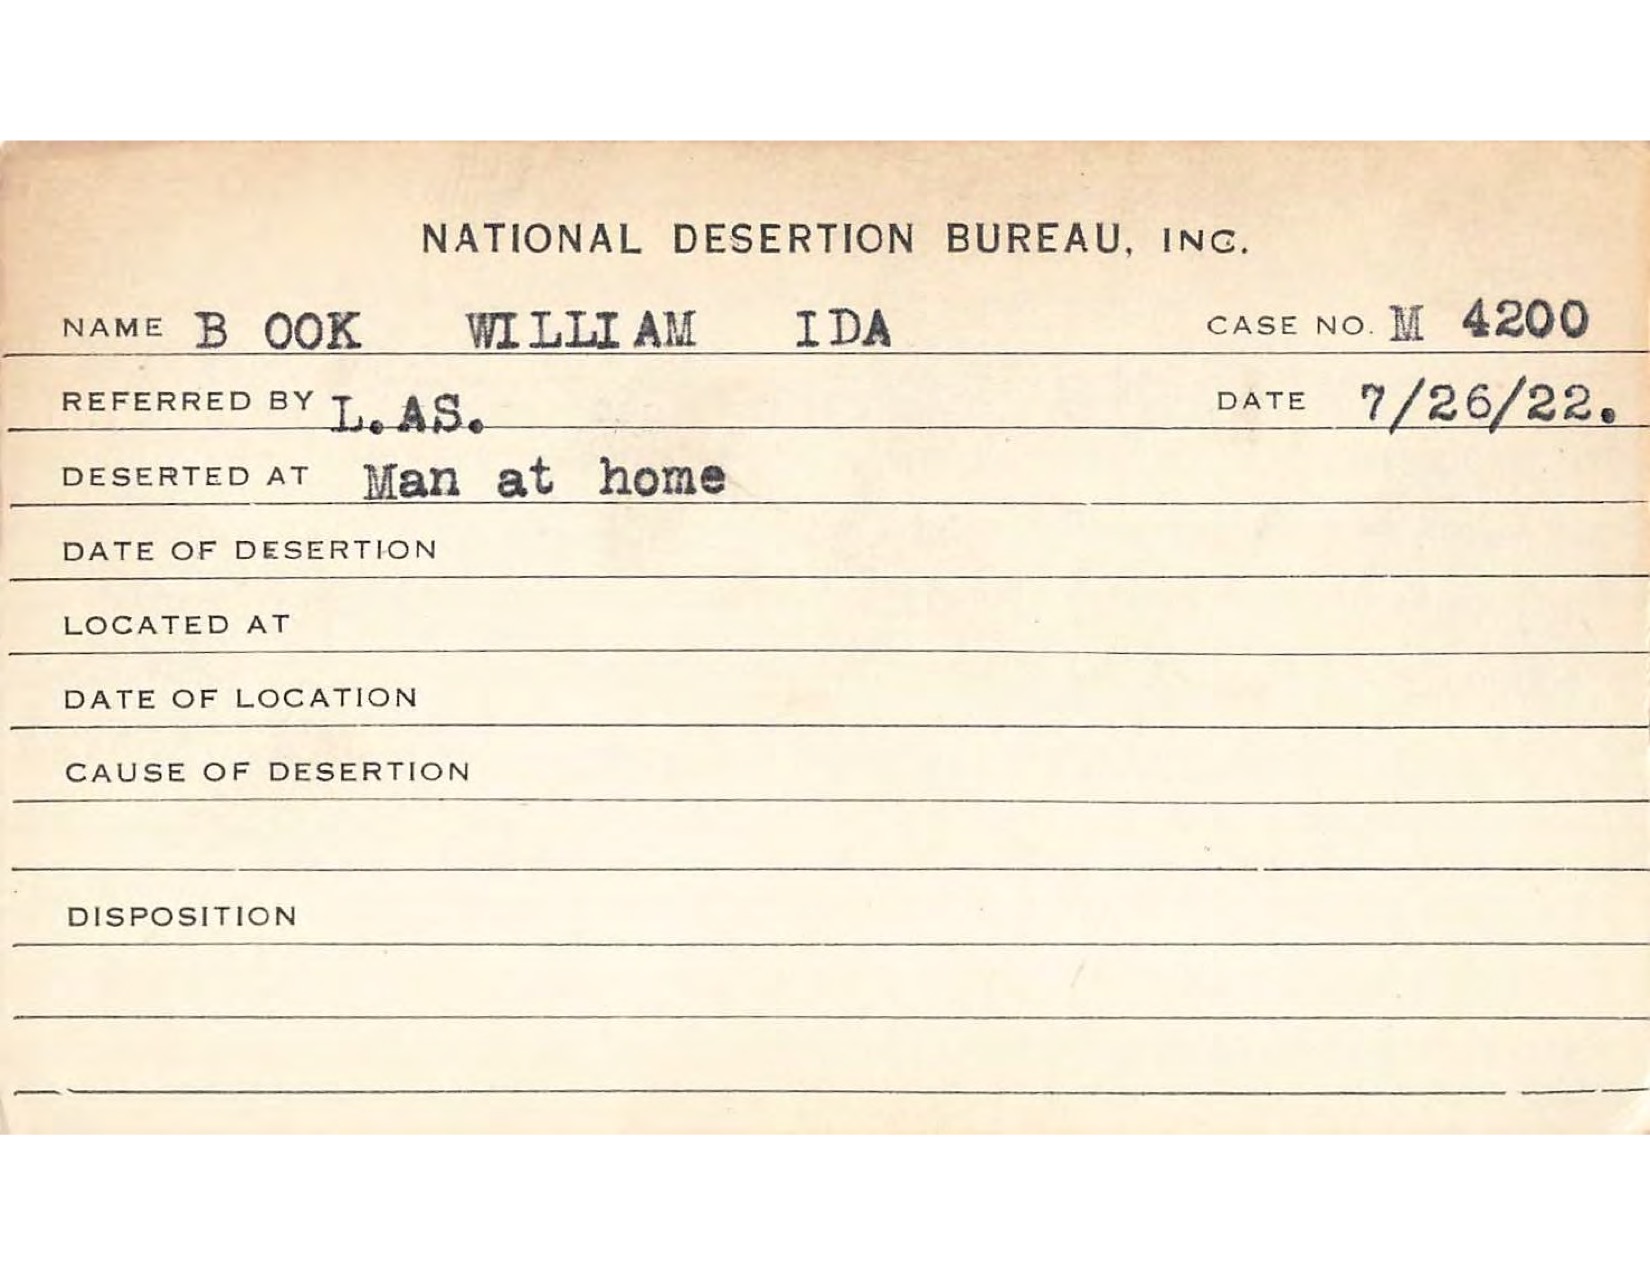 NATIONAL DESERTION BUREAU, INC.
NAME B OOK WILLIAM IDA CASE NO. M 4200
REFERRED BY L.AS. DATE 7/26/22.
DESERTED AT Man at home
DATE OF DESERTION
LOCATED AT
DATE OF LOCATION
CAUSE OF DESERTION
DISPOSITION